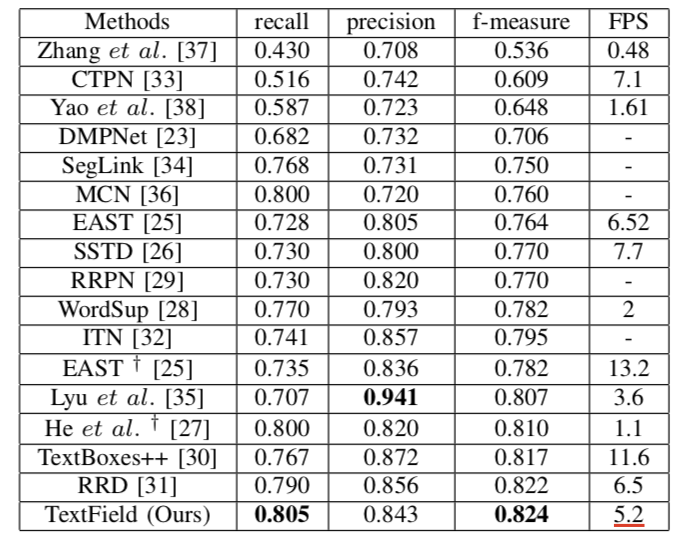 Methods recall precision f-measure FPS
Zhang et al. [37] 0.430 0.708 0.536 0.48
CTPN [33] 0.516 0.742 0.609 7.1
Yao et al. [38] 0.587 0.723 0.648 1.61
DMPNet [23] 0.682 0.732 0.706 -
SegLink [34] 0.768 0.731 0.750 -
MCN [36] 0.800 0.720 0.760 -
EAST [25] 0.728 0.805 0.764 6.52
SSTD [26] 0.730 0.800 0.770 7.7
RRPN [29] 0.730 0.820 0.770 -
WordSup [28] 0.770 0.793 0.782 2
ITN [32] 0.741 0.857 0.795 -
EAST † [25] 0.735 0.836 0.782 13.2
Lyu et al. [35] 0.707 0.941 0.807 3.6
He et al. † [27] 0.800 0.820 0.810 1.1
TextBoxes++ [30] 0.767 0.872 0.817 11.6
RRD [31] 0.790 0.856 0.822 6.5
TextField (Ours) 0.805 0.843 0.824 5.2